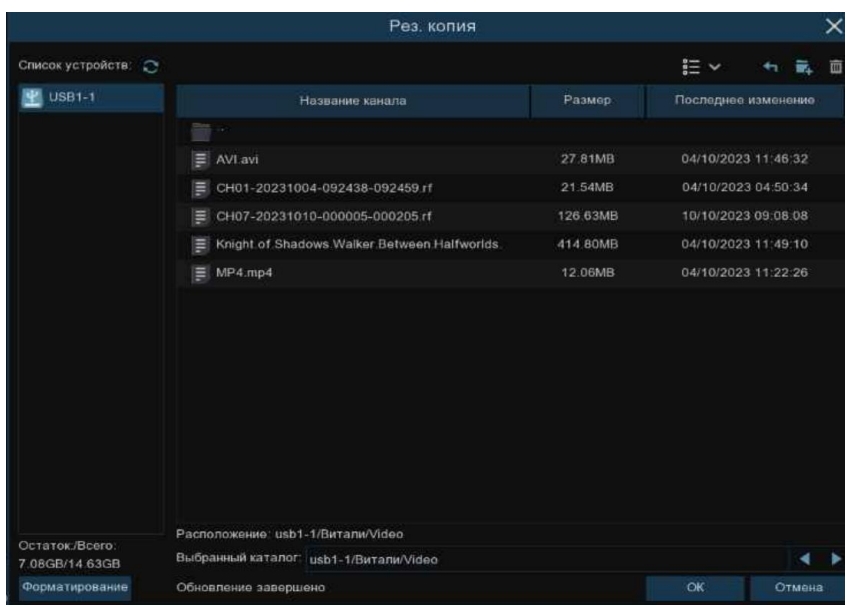 Рез. копия
Список устройств:
USB1-1
Название канала Размер Последнее изменение
..
AVI.avi 27.81MB 04/10/2023 11:46:32
CH01-20231004-092438-092459.rf 21.54MB 04/10/2023 04:50:34
CH07-20231010-000005-000205.rf 126.63MB 10/10/2023 09:08:08
Knight.of.Shadows.Walker.Between.Halfworlds. 414.80MB 04/10/2023 11:49:10
MP4.mp4 12.06MB 04/10/2023 11:22:26
Расположение: usb1-1/Витали/Video
Остаток:/Всего:
7.08GB/14.63GB
Выбранный каталог: usb1-1/Витали/Video
Форматирование Обновление завершено OK Отмена